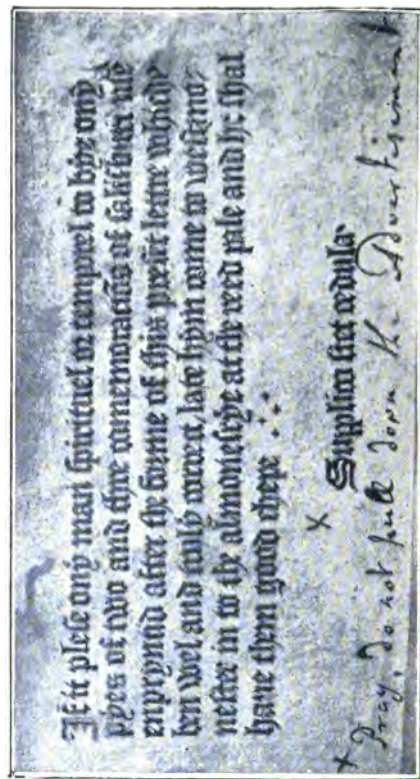 If it plese ony man spirituel or temporel to bye ony
pyes of two and thre comemoraciōs of salisburi vse
enpryntid after the forme of this presēt lettre whiche
ben wel and truly correct, late hym come to westmo-
nester in to the almonesrye at the reed pale and he shal
haue them good chepe .·.
X
Supplico stet cedula
X Pray, do not pull down the Advertisement